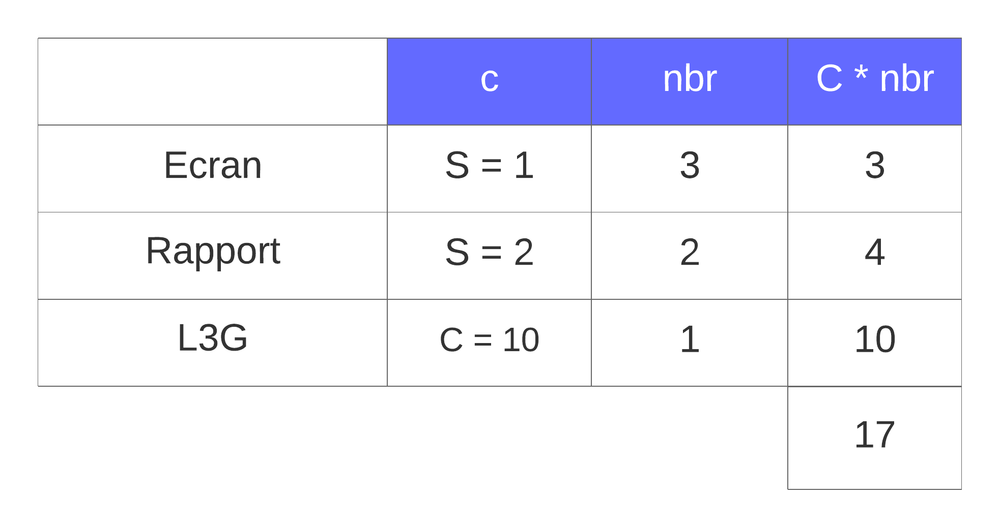 c nbr C * nbr
Ecran S = 1 3 3
Rapport S = 2 2 4
L3G C = 10 1 10
17